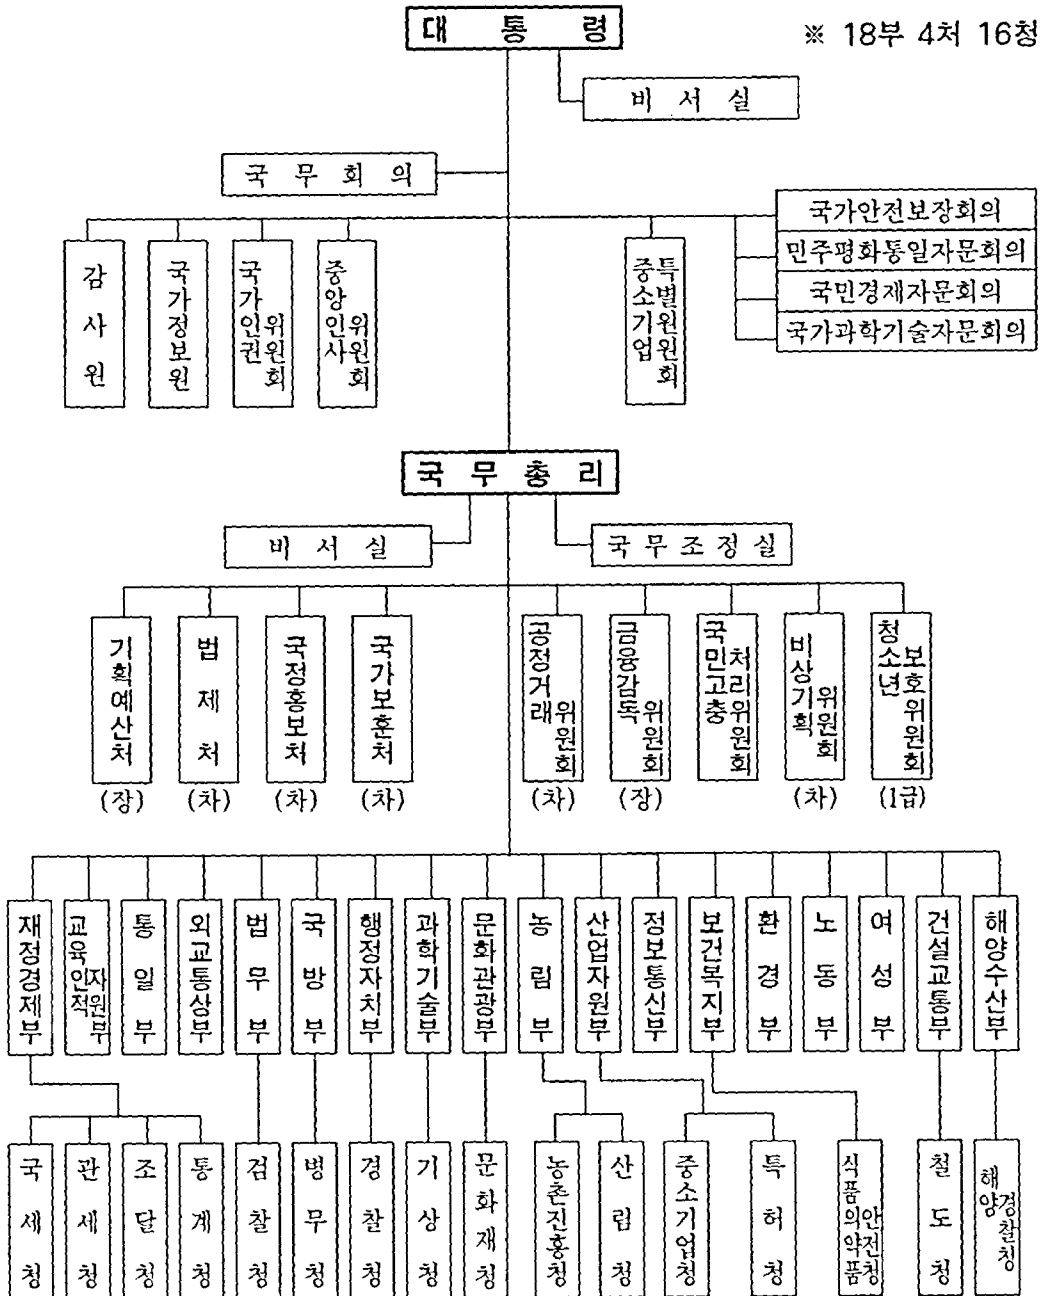 대통령
※ 18부 4처 16청
비서실
국무회의
국가안전보장회의
민주평화통일자문회의
국민경제자문회의
국가과학기술자문회의
감사원
국가정보원
국가인권위원회
중앙인사위원회
중소기업특별원원회
국무총리
비서실
국무조정실
기획예산처
법제처
국정홍보처
국가보훈처
공정거래위원회
금융감독위원회
국민고충처리위원회
비상기획위원회
청소년보호위원회
(장)
(차)
(차)
(차)
(차)
(장)
(차)
(1급)
재정경제부
교육인적자원부
통일부
외교통상부
법무부
국방부
행정자치부
과학기술부
문화관광부
농림부
산업자원부
정보통신부
보건복지부
환경부
노동부
여성부
건설교통부
해양수산부
국세청
관세청
조달청
통계청
검찰청
병무청
경찰청
기상청
문화재청
농촌진흥청
산림청
중소기업청
특허청
식품의약품안전청
철도청
해양경찰청